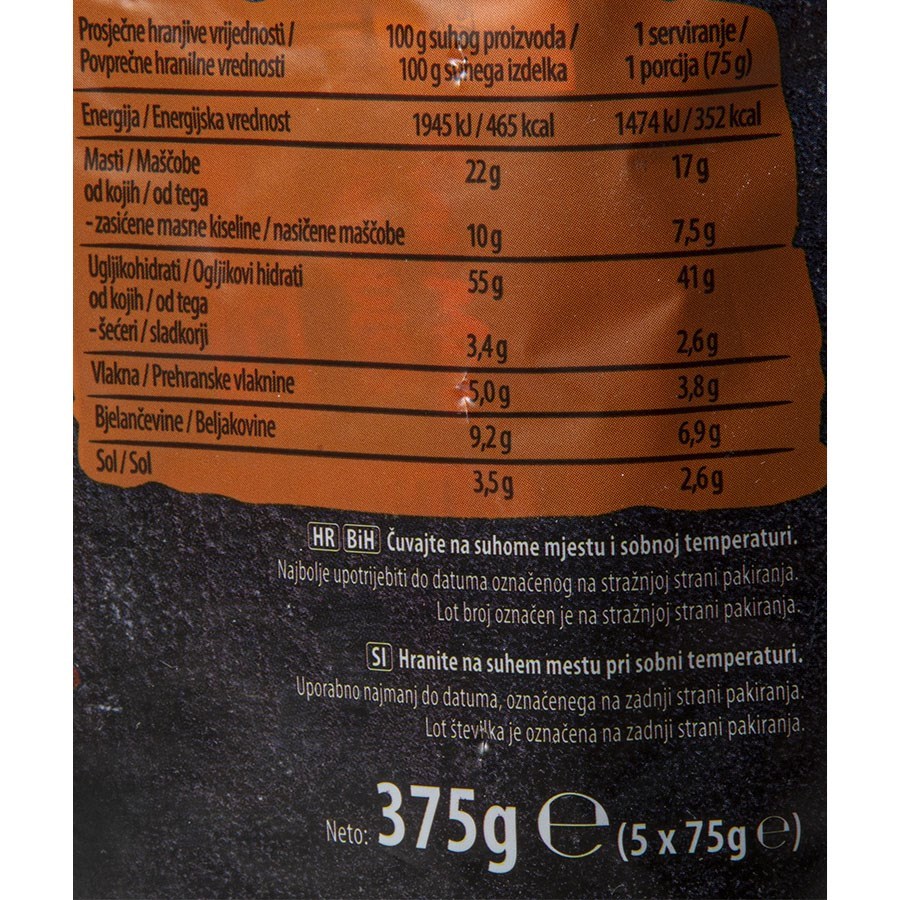 Prosječne hranjive vrijednosti / 100 g suhog proizvoda / 1 serviranje /
Povprečne hranilne vrednosti 100 g suhega izdelka 1 porcija (75 g)
Energija / Energijska vrednost 1945 kJ / 465 kcal 1474 kJ / 352 kcal
Masti / Maščobe 22 g 17 g
od kojih / od tega
- zasićene masne kiseline / nasičene maščobe 10 g 7,5 g
Ugljikohidrati / Ogljikovi hidrati 55 g 41 g
od kojih / od tega
- šećeri / sladkorji 3,4 g 2,6 g
Vlakna / Prehranske vlaknine 5,0 g 3,8 g
Bjelančevine / Beljakovine 9,2 g 6,9 g
Sol / Sol 3,5 g 2,6 g
HR BiH Čuvajte na suhome mjestu i sobnoj temperaturi.
Najbolje upotrijebiti do datuma označenog na stražnjoj strani pakiranja.
Lot broj označen je na stražnjoj strani pakiranja.
SI Hranite na suhem mestu pri sobni temperaturi.
Uporabno najmanj do datuma, označenega na zadnji strani pakiranja.
Lot številka je označena na zadnji strani pakiranja.
Neto: 375g e (5 x 75g e)